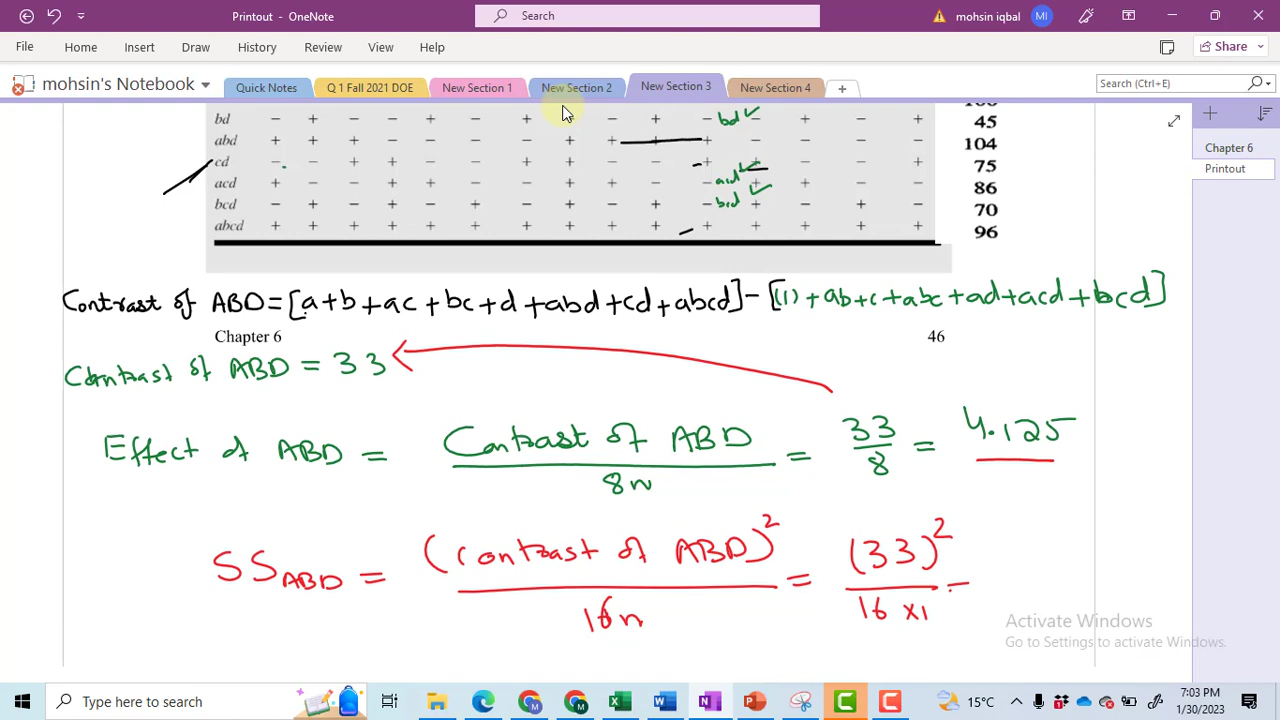 Printout - OneNote
Search
mohsin iqbal
MI
File Home Insert Draw History Review View Help
Share
mohsin's Notebook
Quick Notes
Q 1 Fall 2021 DOE
New Section 1
New Section 2
New Section 3
New Section 4
+
Search (Ctrl+E)
Chapter 6
Printout
bd − + − + − + − − + − − + − − + 45
bd ✓
abd + + − − − − + + − + − + − − + 104
cd − − + + − − + − − + + + − − + 75
acd + − + + − − + + − − + + − − − 86
acd ✓
bcd − + − + + − − + + − + − + − 70
bcd ✓
abcd + + + + + + + + + + + + + + 96
Contrast of ABD = [a+b+ac+bc+d+abd+cd+abcd] − [(1)+ab+c+abc+ad+acd+bcd]
Chapter 6
46
Contrast of ABD = 33
Effect of ABD = Contrast of ABD / 8n = 33 / 8 = 4.125
SS ABD = (contrast of ABD)² / 16n = (33)² / 16 x1 =
Activate Windows
Go to Settings to activate Windows.
Type here to search
15°C
7:03 PM
1/30/2023